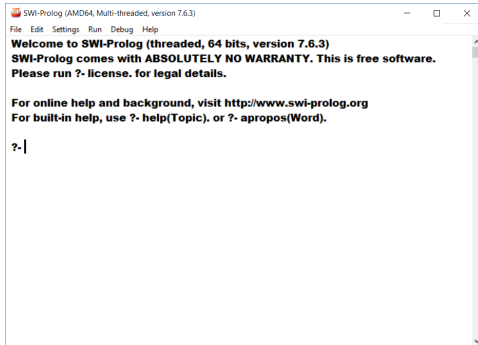 SWI-Prolog (AMD64, Multi-threaded, version 7.6.3)
File Edit Settings Run Debug Help
Welcome to SWI-Prolog (threaded, 64 bits, version 7.6.3)
SWI-Prolog comes with ABSOLUTELY NO WARRANTY. This is free software.
Please run ?- license. for legal details.
For online help and background, visit http://www.swi-prolog.org
For built-in help, use ?- help(Topic). or ?- apropos(Word).
?-